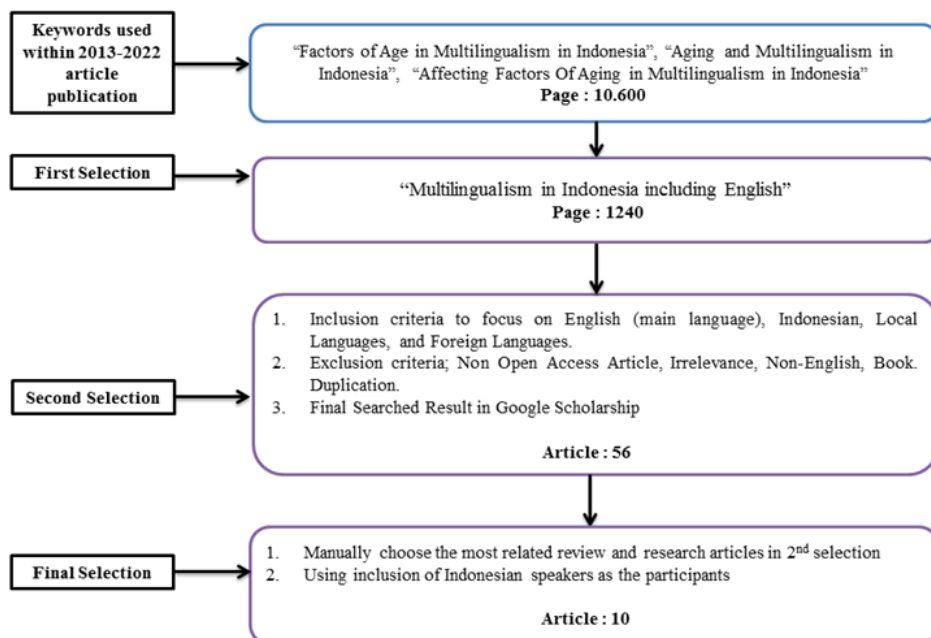 Keywords used
within 2013-2022
article
publication
“Factors of Age in Multilingualism in Indonesia”, “Aging and Multilingualism in
Indonesia”, “Affecting Factors Of Aging in Multilingualism in Indonesia”
Page : 10.600
First Selection
“Multilingualism in Indonesia including English”
Page : 1240
Second Selection
1. Inclusion criteria to focus on English (main language), Indonesian, Local
Languages, and Foreign Languages.
2. Exclusion criteria; Non Open Access Article, Irrelevance, Non-English, Book.
Duplication.
3. Final Searched Result in Google Scholarship
Article : 56
Final Selection
1. Manually choose the most related review and research articles in 2nd selection
2. Using inclusion of Indonesian speakers as the participants
Article : 10